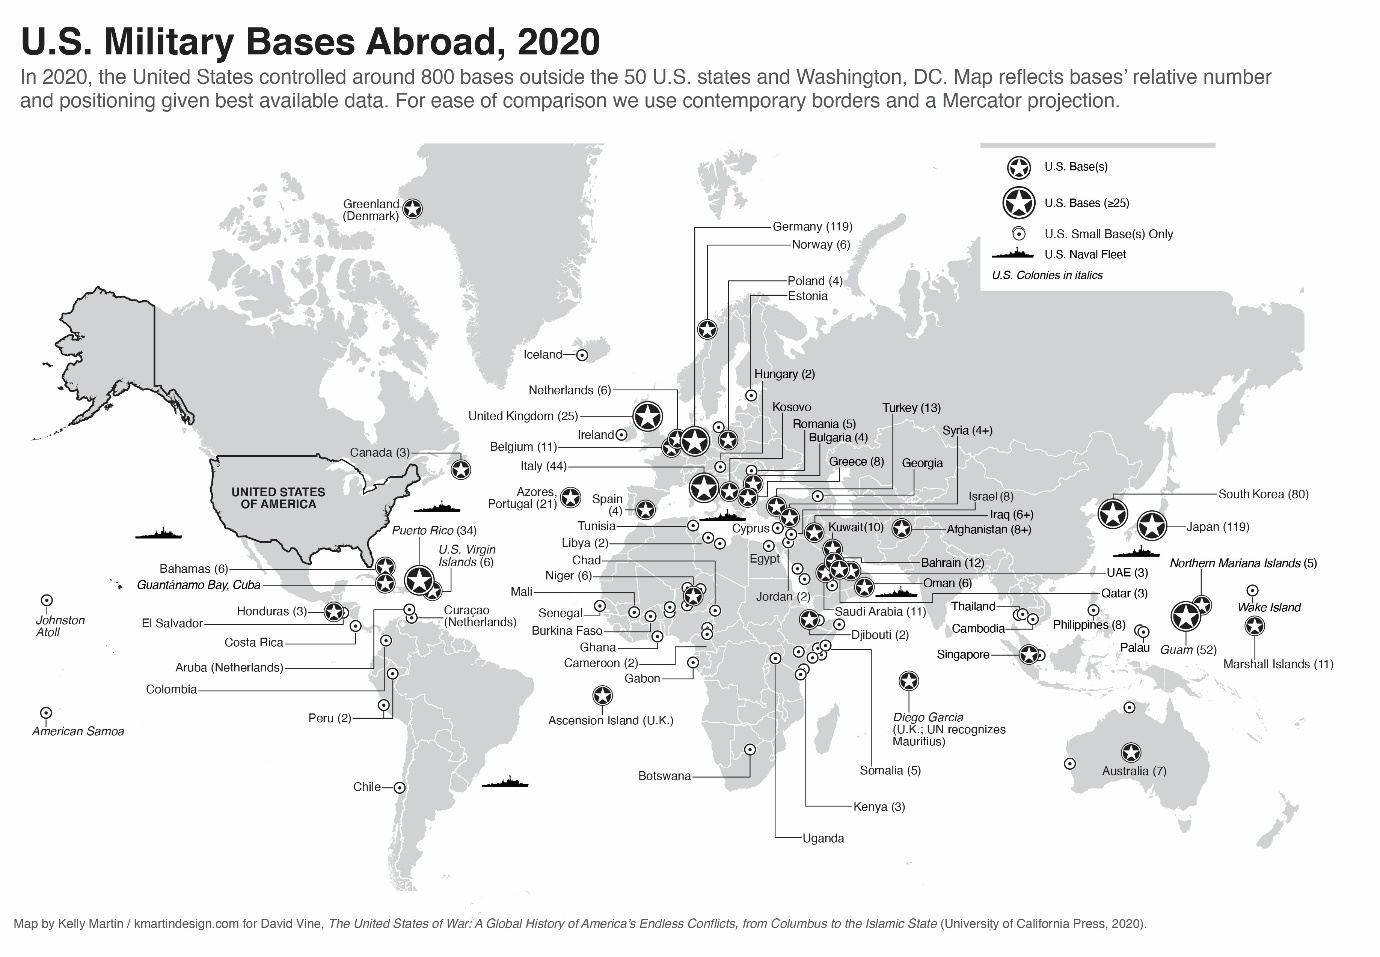 U.S. Military Bases Abroad, 2020
In 2020, the United States controlled around 800 bases outside the 50 U.S. states and Washington, DC. Map reflects bases' relative number
and positioning given best available data. For ease of comparison we use contemporary borders and a Mercator projection.
U.S. Base(s)
U.S. Bases (≥25)
U.S. Small Base(s) Only
U.S. Naval Fleet
U.S. Colonies in italics
Greenland
(Denmark)
Germany (119)
Norway (6)
Poland (4)
Estonia
Iceland
Hungary (2)
Netherlands (6)
Kosovo
Turkey (13)
United Kingdom (25)
Romania (5)
Syria (4+)
Ireland
Bulgaria (4)
Belgium (11)
Canada (3)
Italy (44)
Greece (8)
Georgia
UNITED STATES
OF AMERICA
Azores,
Portugal (21)
Spain
(4)
Israel (8)
South Korea (80)
Iraq (6+)
Puerto Rico (34)
Tunisia
Cyprus
Kuwait(10)
Afghanistan (8+)
Japan (119)
Libya (2)
U.S. Virgin
Islands (6)
Chad
Egypt
Bahrain (12)
Northern Mariana Islands (5)
Bahamas (6)
Niger (6)
UAE (3)
Guantánamo Bay, Cuba
Mali
Oman (6)
Qatar (3)
Jordan (2)
Honduras (3)
Curaçao
(Netherlands)
Senegal
Saudi Arabia (11)
Thailand
Wake Island
Johnston
Atoll
El Salvador
Burkina Faso
Djibouti (2)
Cambodia
Philippines (8)
Costa Rica
Ghana
Palau
Guam (52)
Singapore
Aruba (Netherlands)
Cameroon (2)
Marshall Islands (11)
Gabon
Colombia
Peru (2)
Ascension Island (U.K.)
Diego Garcia
(U.K.; UN recognizes
Mauritius)
American Samoa
Botswana
Somalia (5)
Australia (7)
Chile
Kenya (3)
Uganda
Map by Kelly Martin / kmartindesign.com for David Vine, The United States of War: A Global History of America's Endless Conflicts, from Columbus to the Islamic State (University of California Press, 2020).